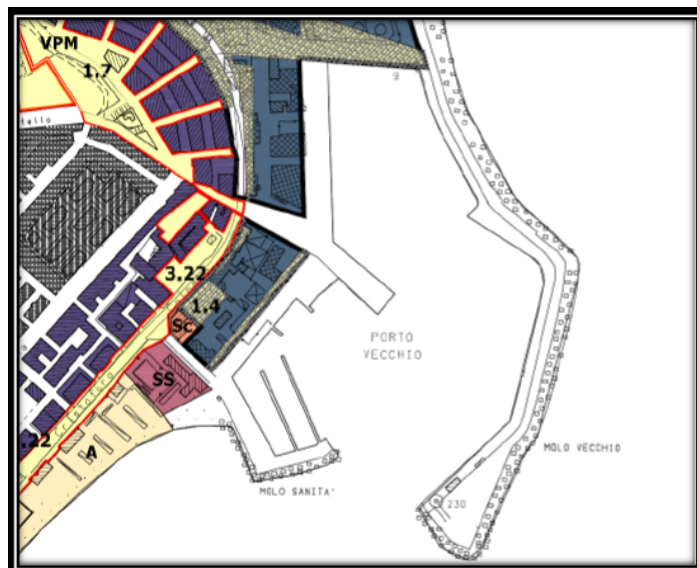 VPM
1.7
9
3.22
1.4
SC
PORTO
VECCHIO
SS
.22
A
MOLO VECCHIO
MOLO SANITA'
230